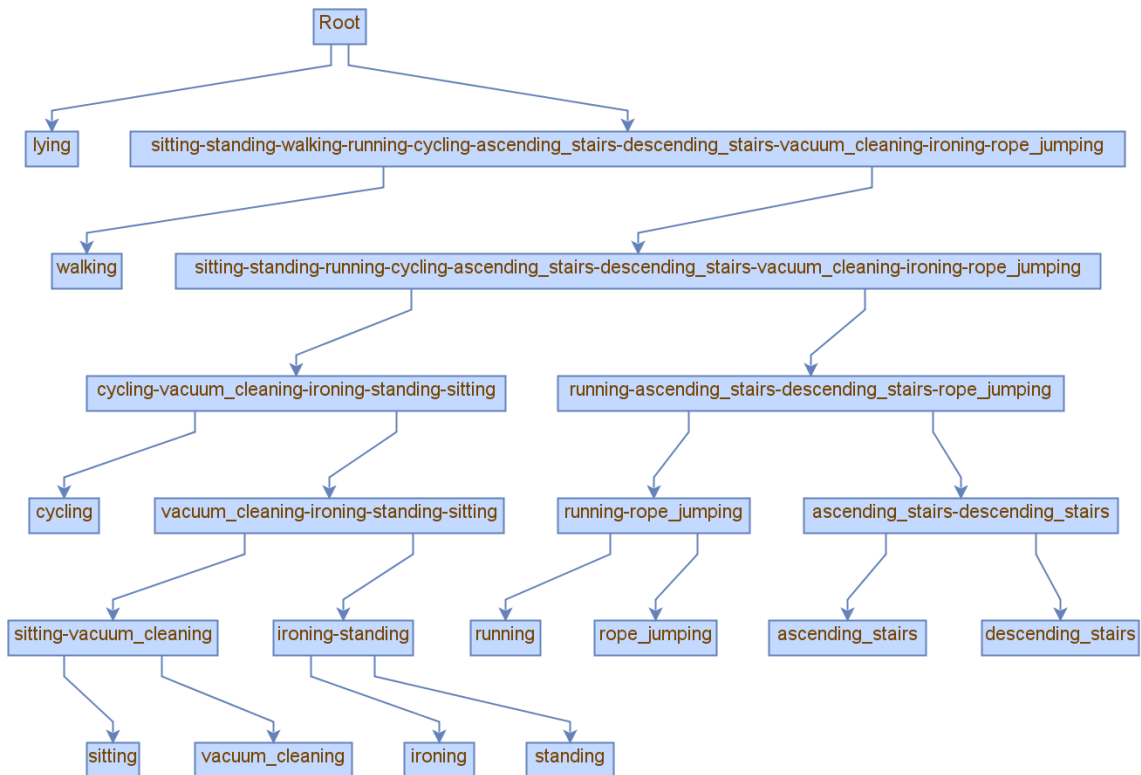 Root
lying
sitting-standing-walking-running-cycling-ascending_stairs-descending_stairs-vacuum_cleaning-ironing-rope_jumping
walking
sitting-standing-running-cycling-ascending_stairs-descending_stairs-vacuum_cleaning-ironing-rope_jumping
cycling-vacuum_cleaning-ironing-standing-sitting
running-ascending_stairs-descending_stairs-rope_jumping
cycling
vacuum_cleaning-ironing-standing-sitting
running-rope_jumping
ascending_stairs-descending_stairs
sitting-vacuum_cleaning
ironing-standing
running
rope_jumping
ascending_stairs
descending_stairs
sitting
vacuum_cleaning
ironing
standing